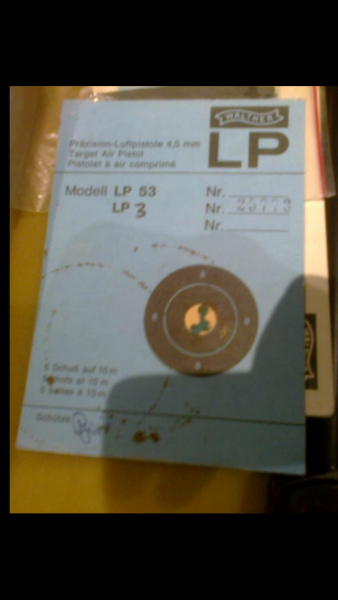 WALTHER
LP
Präzision-Luftpistole 4,5 mm
Target Air Pistol
Pistolet à air comprimé
Modell LP 53
LP 3
Nr.
Nr.
Nr.
5 Schuß auf 10 m
5 shots at 10 m
5 balles à 10 m
Schütze
WALTHER